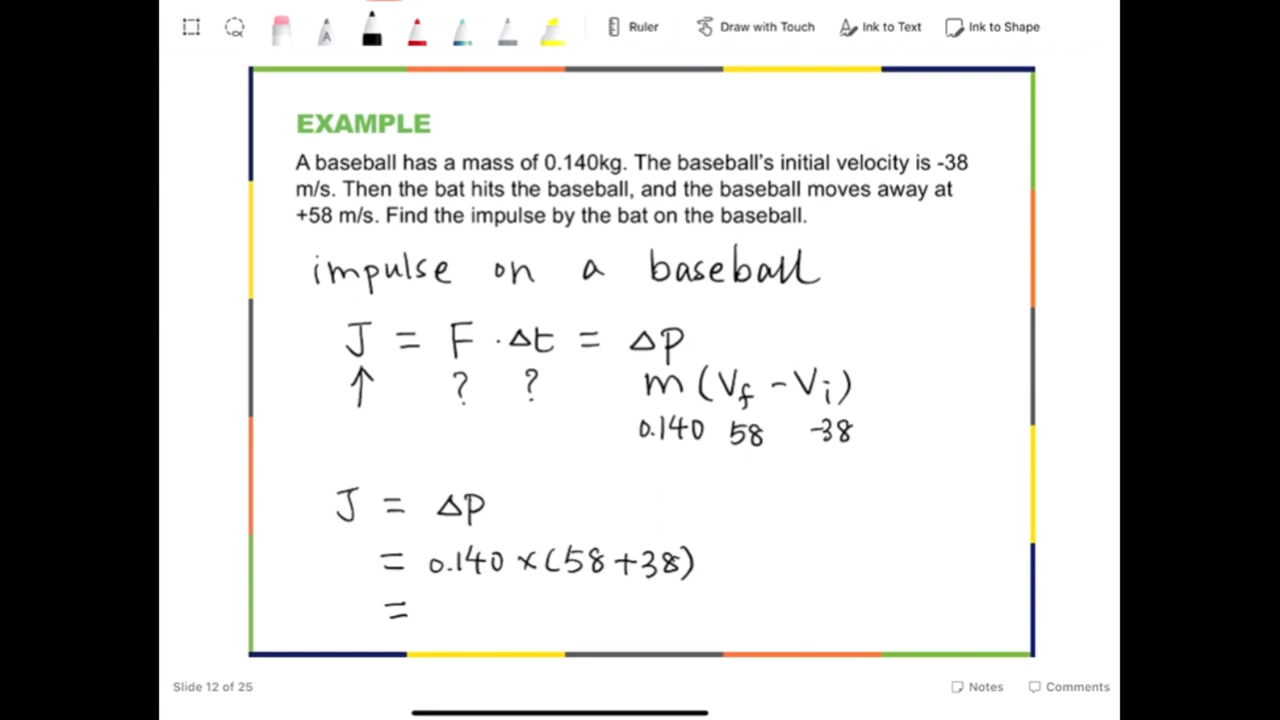 Ruler Draw with Touch Ink to Text Ink to Shape
EXAMPLE
A baseball has a mass of 0.140kg. The baseball's initial velocity is -38
m/s. Then the bat hits the baseball, and the baseball moves away at
+58 m/s. Find the impulse by the bat on the baseball.
impulse on a baseball
J = F · Δt = Δp
↑ ? ? m (Vf - Vi)
0.140 58 -38
J = Δp
= 0.140 × (58 + 38)
=
Slide 12 of 25 Notes Comments